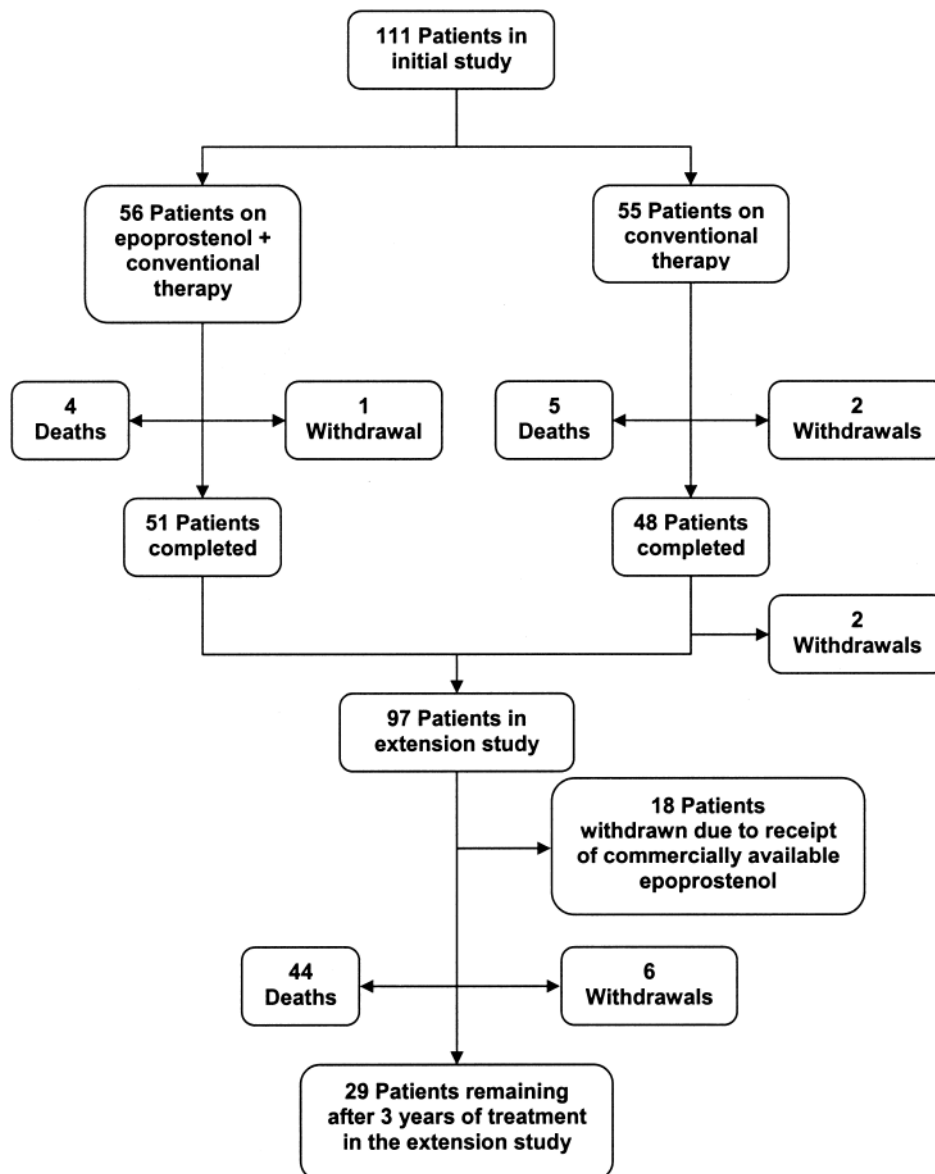 111 Patients in
initial study
56 Patients on
epoprostenol +
conventional
therapy
55 Patients on
conventional
therapy
4
Deaths
1
Withdrawal
5
Deaths
2
Withdrawals
51 Patients
completed
48 Patients
completed
2
Withdrawals
97 Patients in
extension study
18 Patients
withdrawn due to receipt
of commercially available
epoprostenol
44
Deaths
6
Withdrawals
29 Patients remaining
after 3 years of treatment
in the extension study